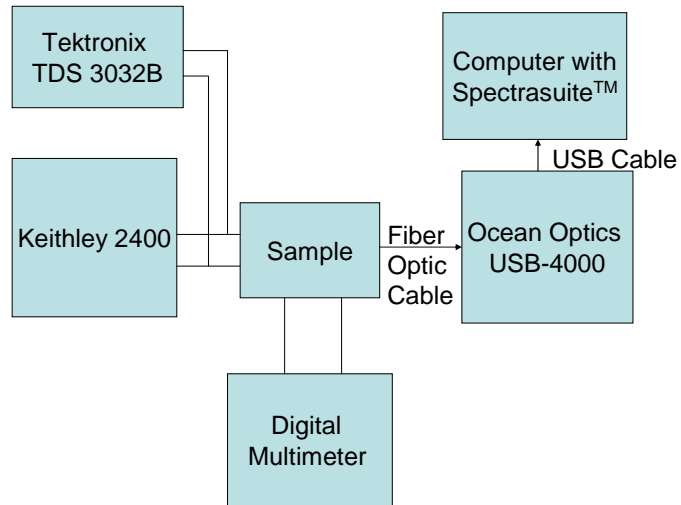 Tektronix
TDS 3032B
Computer with
Spectrasuite™
USB Cable
Keithley 2400
Sample
Fiber
Optic
Cable
Ocean Optics
USB-4000
Digital
Multimeter